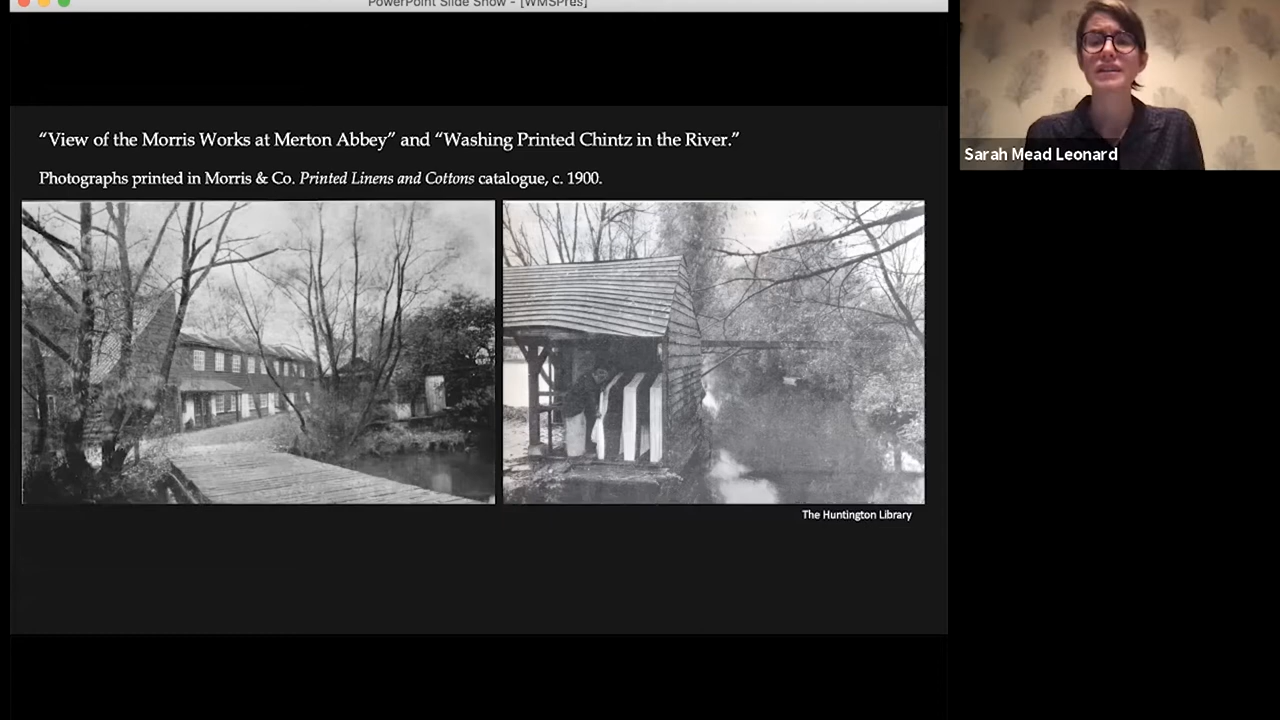 PowerPoint Slide Show - [WMSPres]
“View of the Morris Works at Merton Abbey” and “Washing Printed Chintz in the River.”
Photographs printed in Morris & Co. Printed Linens and Cottons catalogue, c. 1900.
The Huntington Library
Sarah Mead Leonard